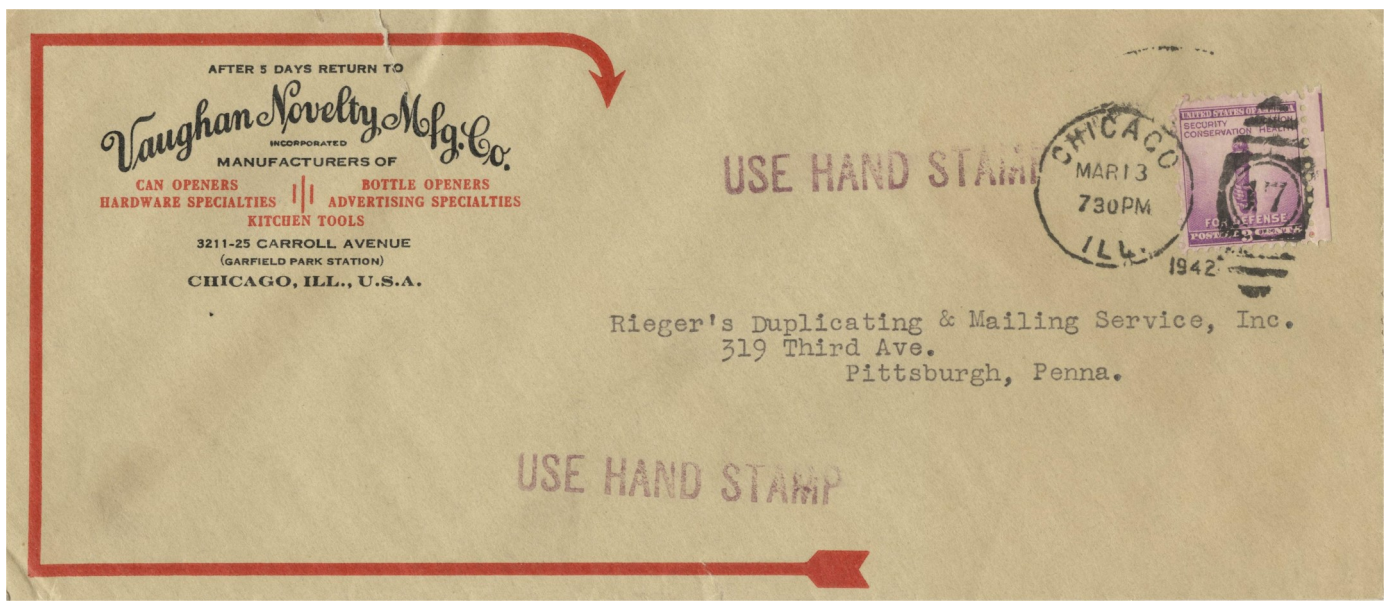 AFTER 5 DAYS RETURN TO
Vaughan Novelty Mfg. Co.
INCORPORATED
MANUFACTURERS OF
CAN OPENERS
HARDWARE SPECIALTIES
BOTTLE OPENERS
ADVERTISING SPECIALTIES
KITCHEN TOOLS
3211-25 CARROLL AVENUE
(GARFIELD PARK STATION)
CHICAGO, ILL., U.S.A.
USE HAND STAMP
CHICAGO
MAR 13
730 PM
ILL.
1942
UNITED STATES OF AMERICA
SECURITY
CONSERVATION HEALTH
17
FOR DEFENSE
CENTS
Rieger's Duplicating & Mailing Service, Inc.
319 Third Ave.
Pittsburgh, Penna.
USE HAND STAMP